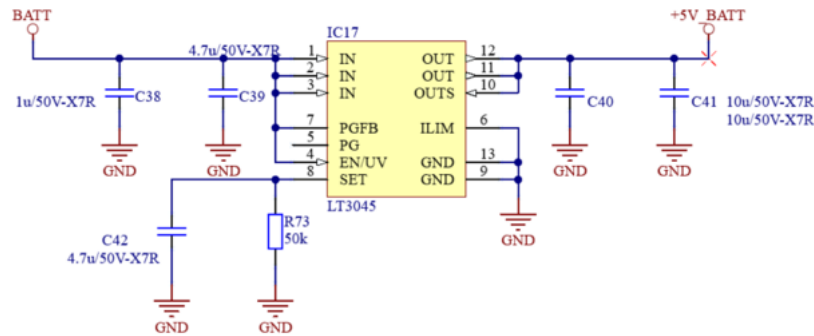 BATT
+5V_BATT
IC17
4.7u/50V-X7R
1 IN OUT 12
2 IN OUT 11
3 IN OUTS 10
1u/50V-X7R C38 C39 C40 C41 10u/50V-X7R
10u/50V-X7R
7 PGFB ILIM 6
5 PG
4 EN/UV GND 13
8 SET GND 9
GND GND GND GND
LT3045
R73
50k
C42
4.7u/50V-X7R
GND
GND GND